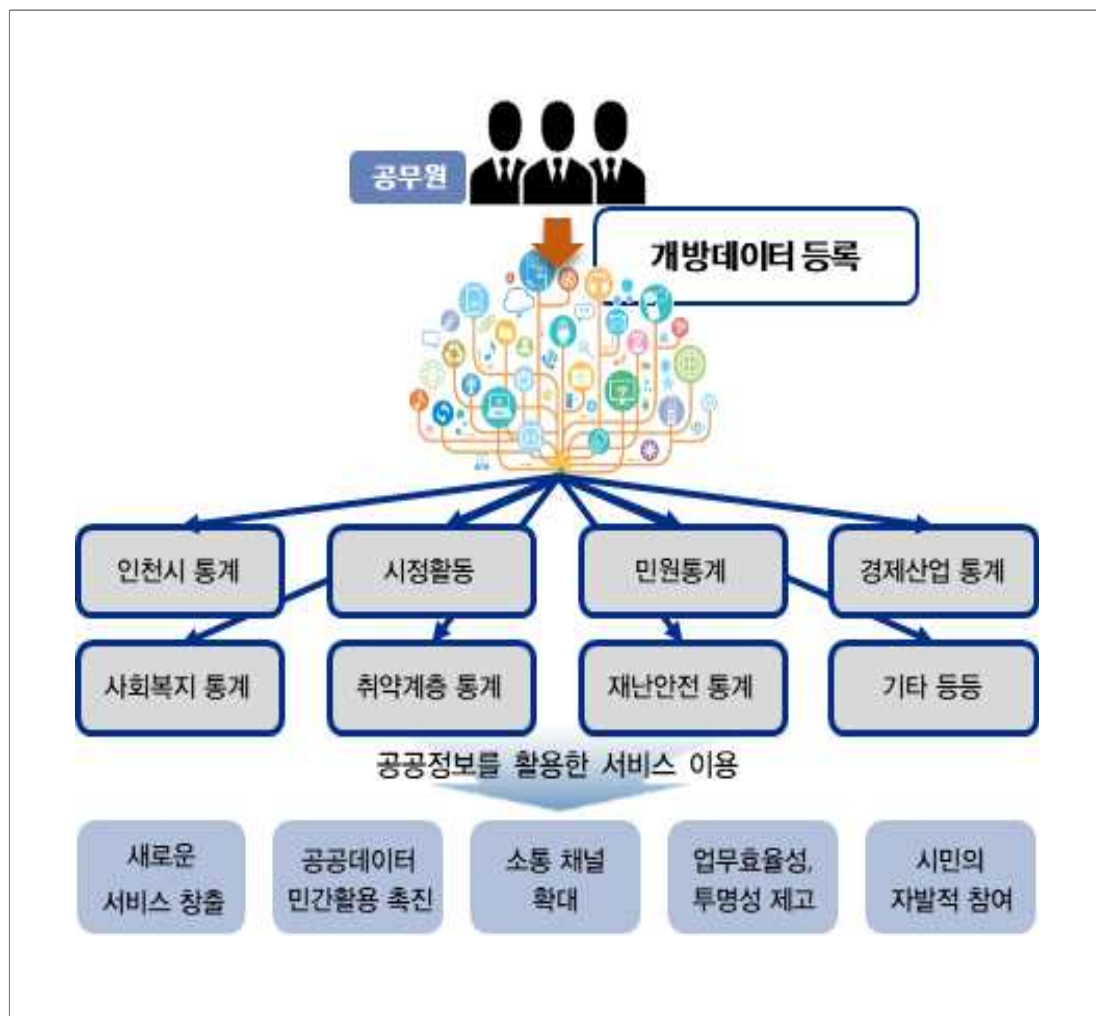 공무원
개방데이터 등록
인천시 통계
시정활동
민원통계
경제산업 통계
사회복지 통계
취약계층 통계
재난안전 통계
기타 등등
공공정보를 활용한 서비스 이용
새로운
서비스 창출
공공데이터
민간활용 촉진
소통 채널
확대
업무효율성,
투명성 제고
시민의
자발적 참여